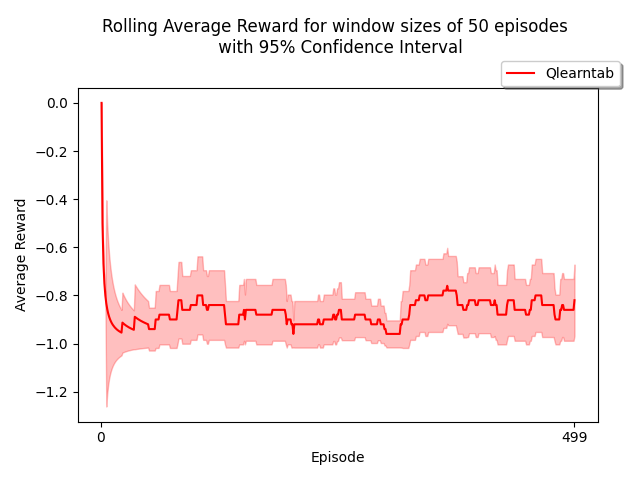 Rolling Average Reward for window sizes of 50 episodes
with 95% Confidence Interval
Qlearntab
0.0
−0.2
−0.4
−0.6
−0.8
−1.0
−1.2
Average Reward
0
499
Episode